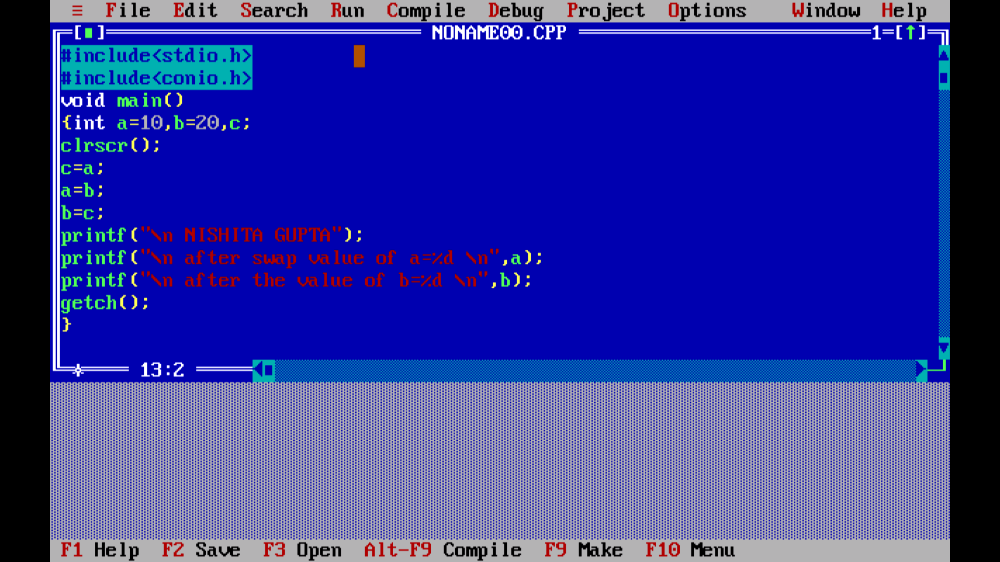 ≡ File Edit Search Run Compile Debug Project Options Window Help
[■] NONAME00.CPP 1=[↑]
#include<stdio.h>
#include<conio.h>
void main()
{int a=10,b=20,c;
clrscr();
c=a;
a=b;
b=c;
printf("\n NISHITA GUPTA");
printf("\n after swap value of a=%d \n",a);
printf("\n after the value of b=%d \n",b);
getch();
}
13:2
F1 Help F2 Save F3 Open Alt-F9 Compile F9 Make F10 Menu